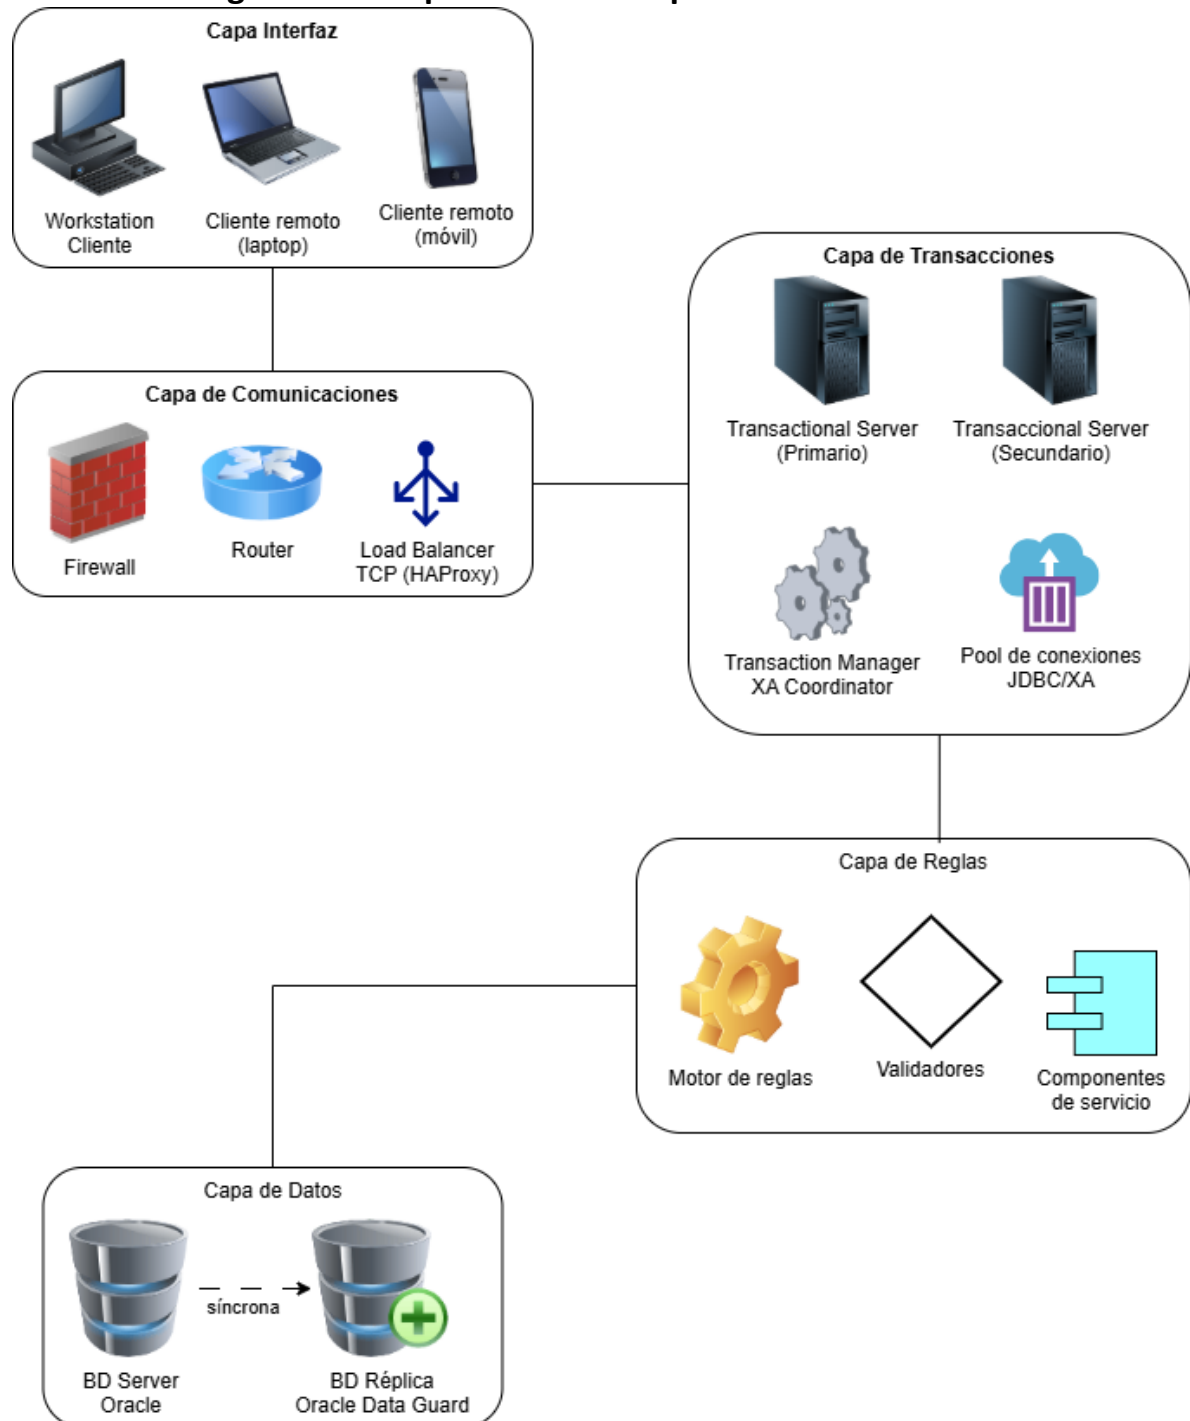 Capa Interfaz
Workstation
Cliente
Cliente remoto
(laptop)
Cliente remoto
(móvil)
Capa de Comunicaciones
Firewall
Router
Load Balancer
TCP (HAProxy)
Capa de Transacciones
Transactional Server
(Primario)
Transaccional Server
(Secundario)
Transaction Manager
XA Coordinator
Pool de conexiones
JDBC/XA
Capa de Reglas
Motor de reglas
Validadores
Componentes
de servicio
Capa de Datos
síncrona
BD Server
Oracle
BD Réplica
Oracle Data Guard